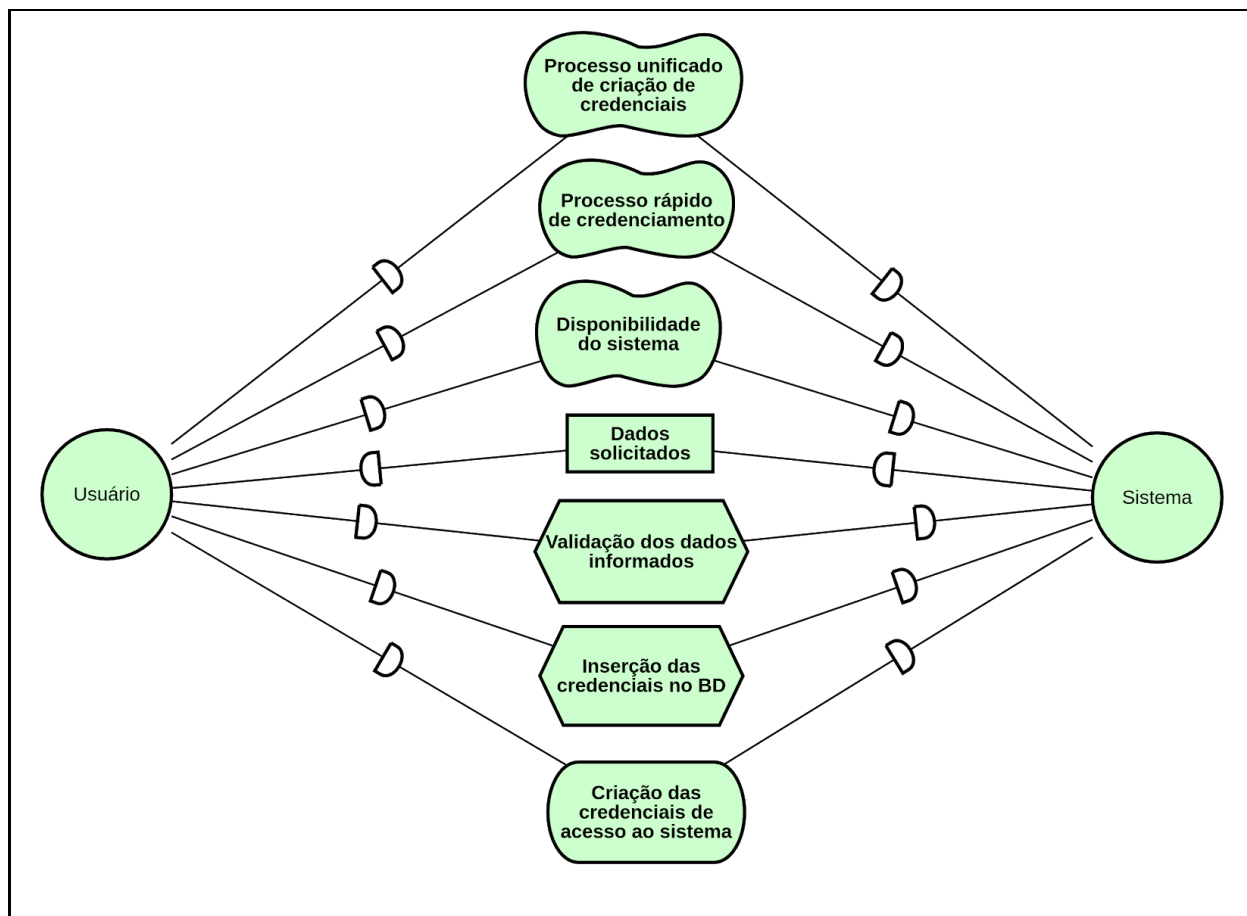 Processo unificado
de criação de
credenciais
Processo rápido
de credenciamento
Disponibilidade
do sistema
Dados
solicitados
Usuário
Sistema
Validação dos dados
informados
Inserção das
credenciais no BD
Criação das
credenciais de
acesso ao sistema